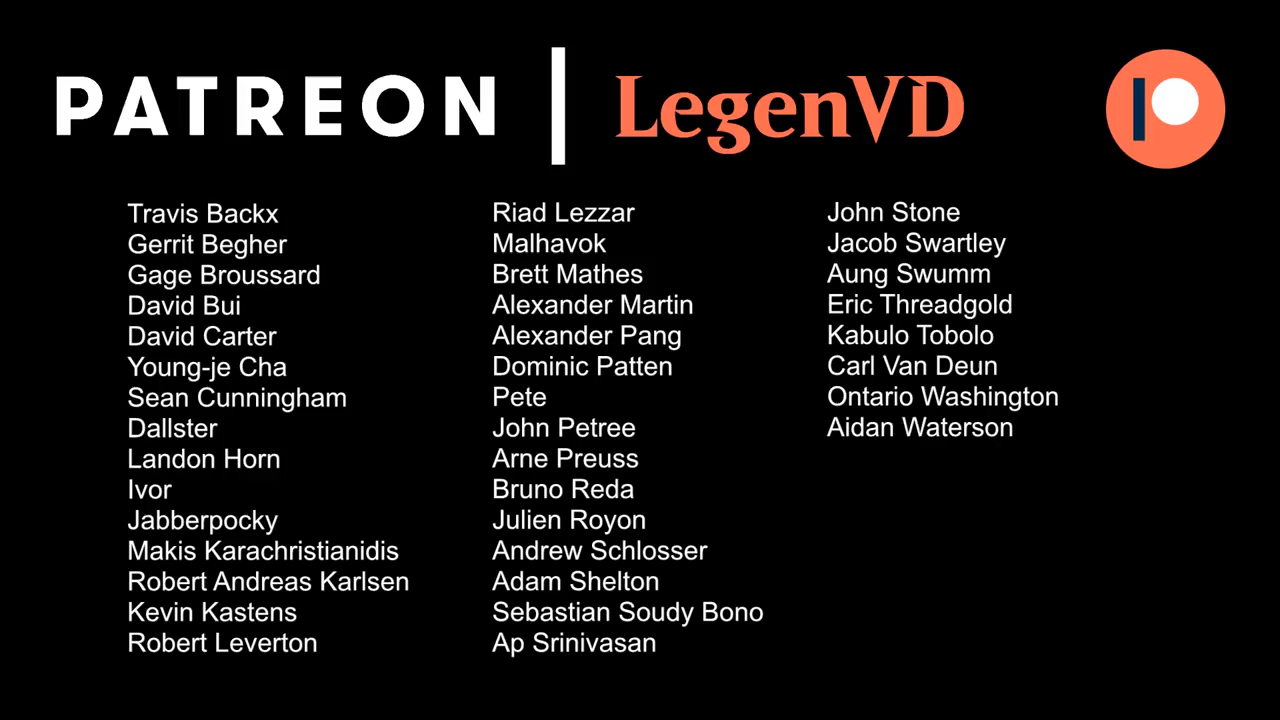 PATREON | LegenVD
Travis Backx
Gerrit Begher
Gage Broussard
David Bui
David Carter
Young-je Cha
Sean Cunningham
Dallster
Landon Horn
Ivor
Jabberpocky
Makis Karachristianidis
Robert Andreas Karlsen
Kevin Kastens
Robert Leverton
Riad Lezzar
Malhavok
Brett Mathes
Alexander Martin
Alexander Pang
Dominic Patten
Pete
John Petree
Arne Preuss
Bruno Reda
Julien Royon
Andrew Schlosser
Adam Shelton
Sebastian Soudy Bono
Ap Srinivasan
John Stone
Jacob Swartley
Aung Swumm
Eric Threadgold
Kabulo Tobolo
Carl Van Deun
Ontario Washington
Aidan Waterson